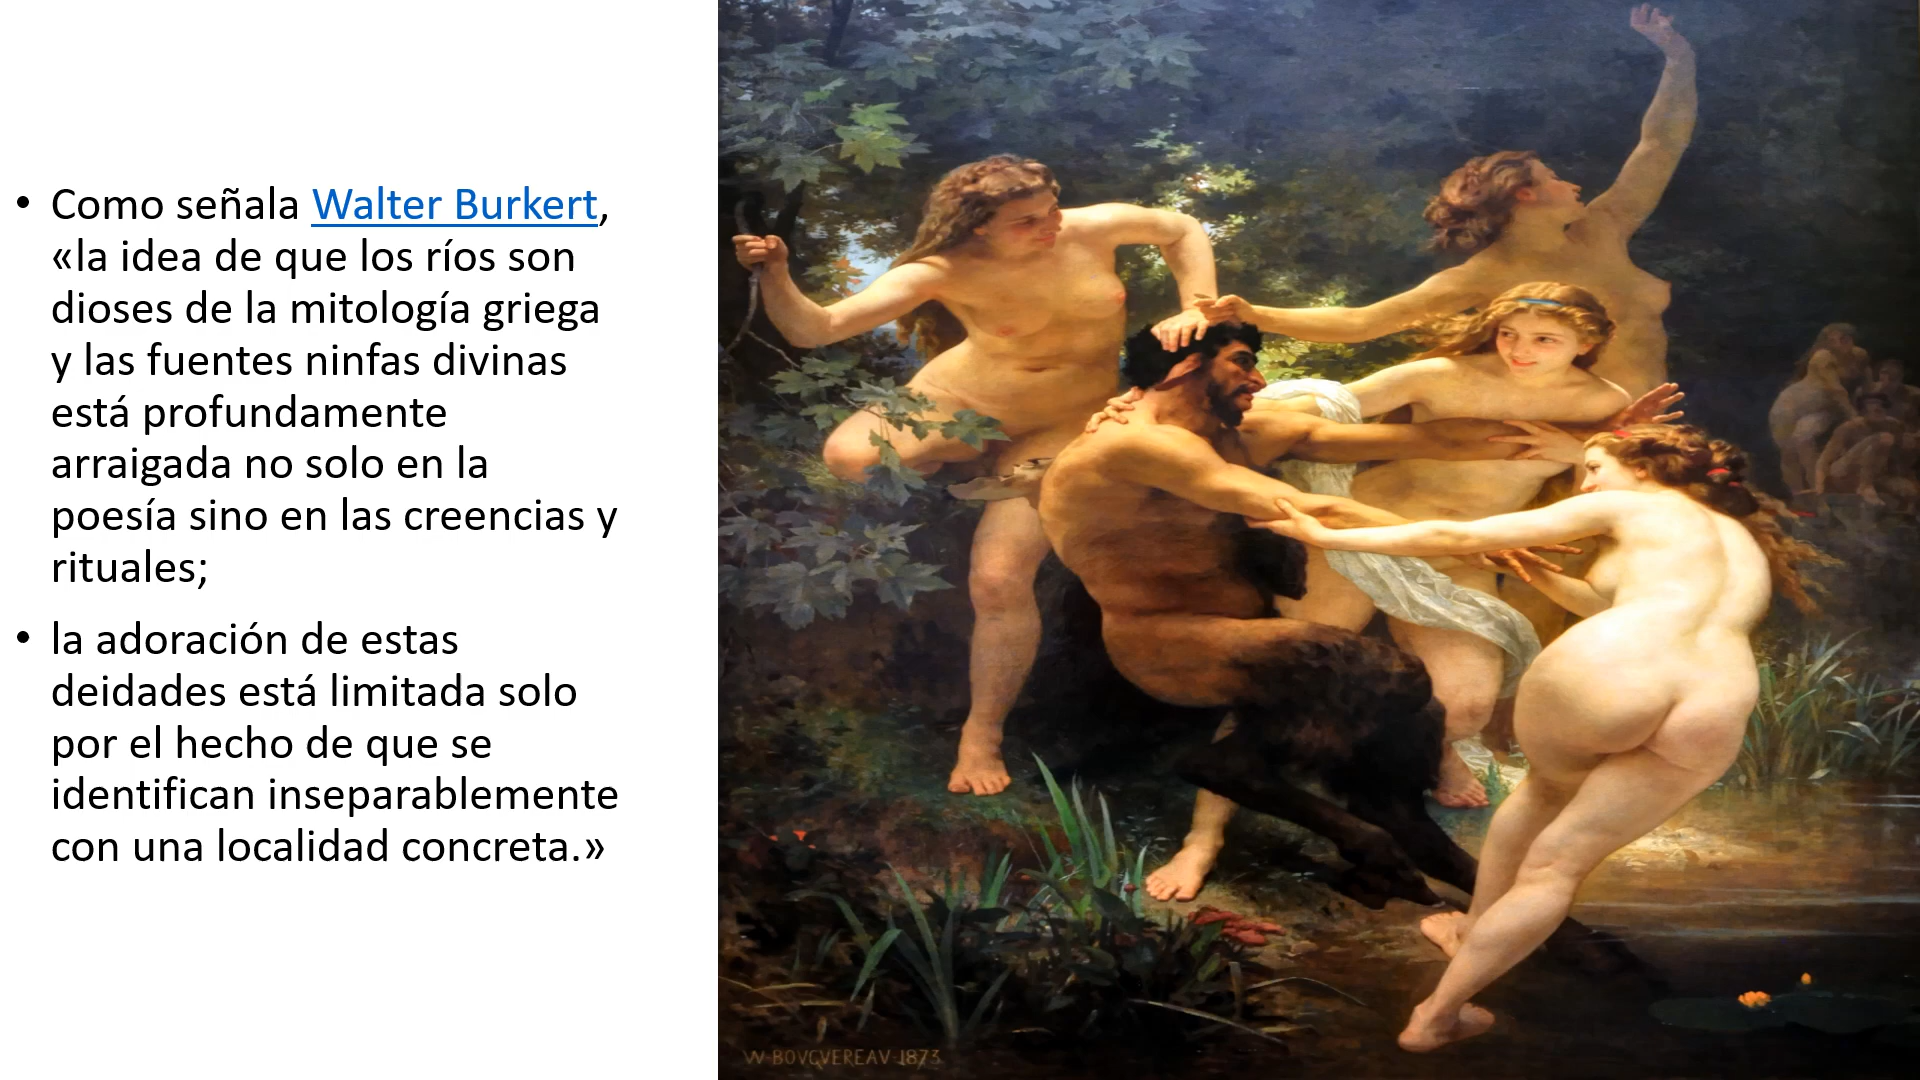 • Como señala Walter Burkert,
«la idea de que los ríos son
dioses de la mitología griega
y las fuentes ninfas divinas
está profundamente
arraigada no solo en la
poesía sino en las creencias y
rituales;
• la adoración de estas
deidades está limitada solo
por el hecho de que se
identifican inseparablemente
con una localidad concreta.»
W-BOVGVEREAV-1873